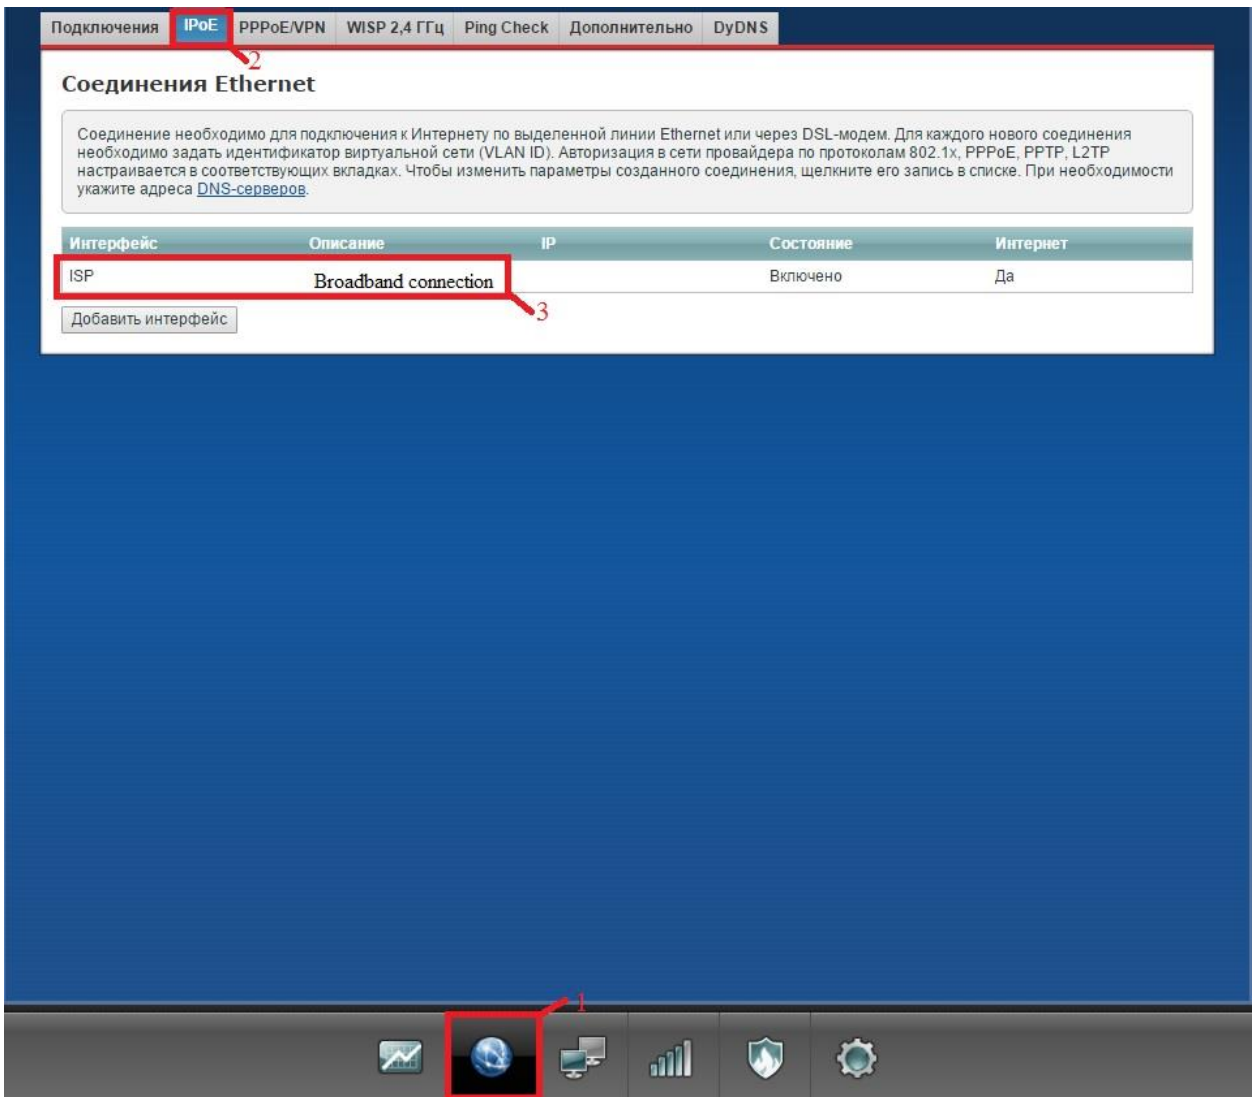 Подключения IPoE PPPoE/VPN WISP 2,4 ГГц Ping Check Дополнительно DyDNS
2
Соединения Ethernet
Соединение необходимо для подключения к Интернету по выделенной линии Ethernet или через DSL-модем. Для каждого нового соединения
необходимо задать идентификатор виртуальной сети (VLAN ID). Авторизация в сети провайдера по протоколам 802.1x, PPPoE, PPTP, L2TP
настраивается в соответствующих вкладках. Чтобы изменить параметры созданного соединения, щелкните его запись в списке. При необходимости
укажите адреса DNS-серверов.
Интерфейс Описание IP Состояние Интернет
ISP Broadband connection Включено Да
3
Добавить интерфейс
1